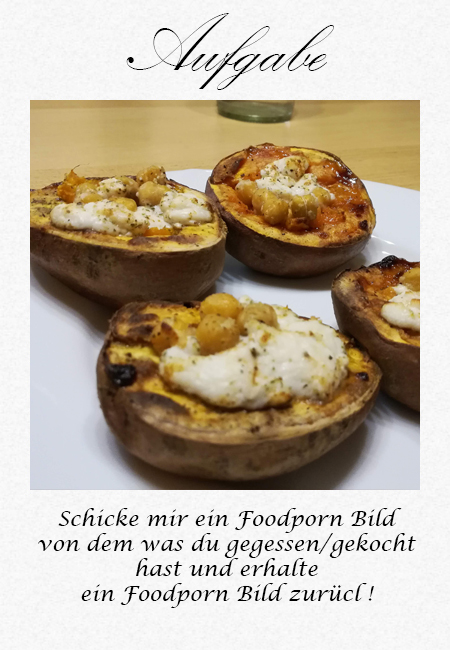 Aufgabe
Schicke mir ein Foodporn Bild
von dem was du gegessen/gekocht
hast und erhalte
ein Foodporn Bild zurücl !